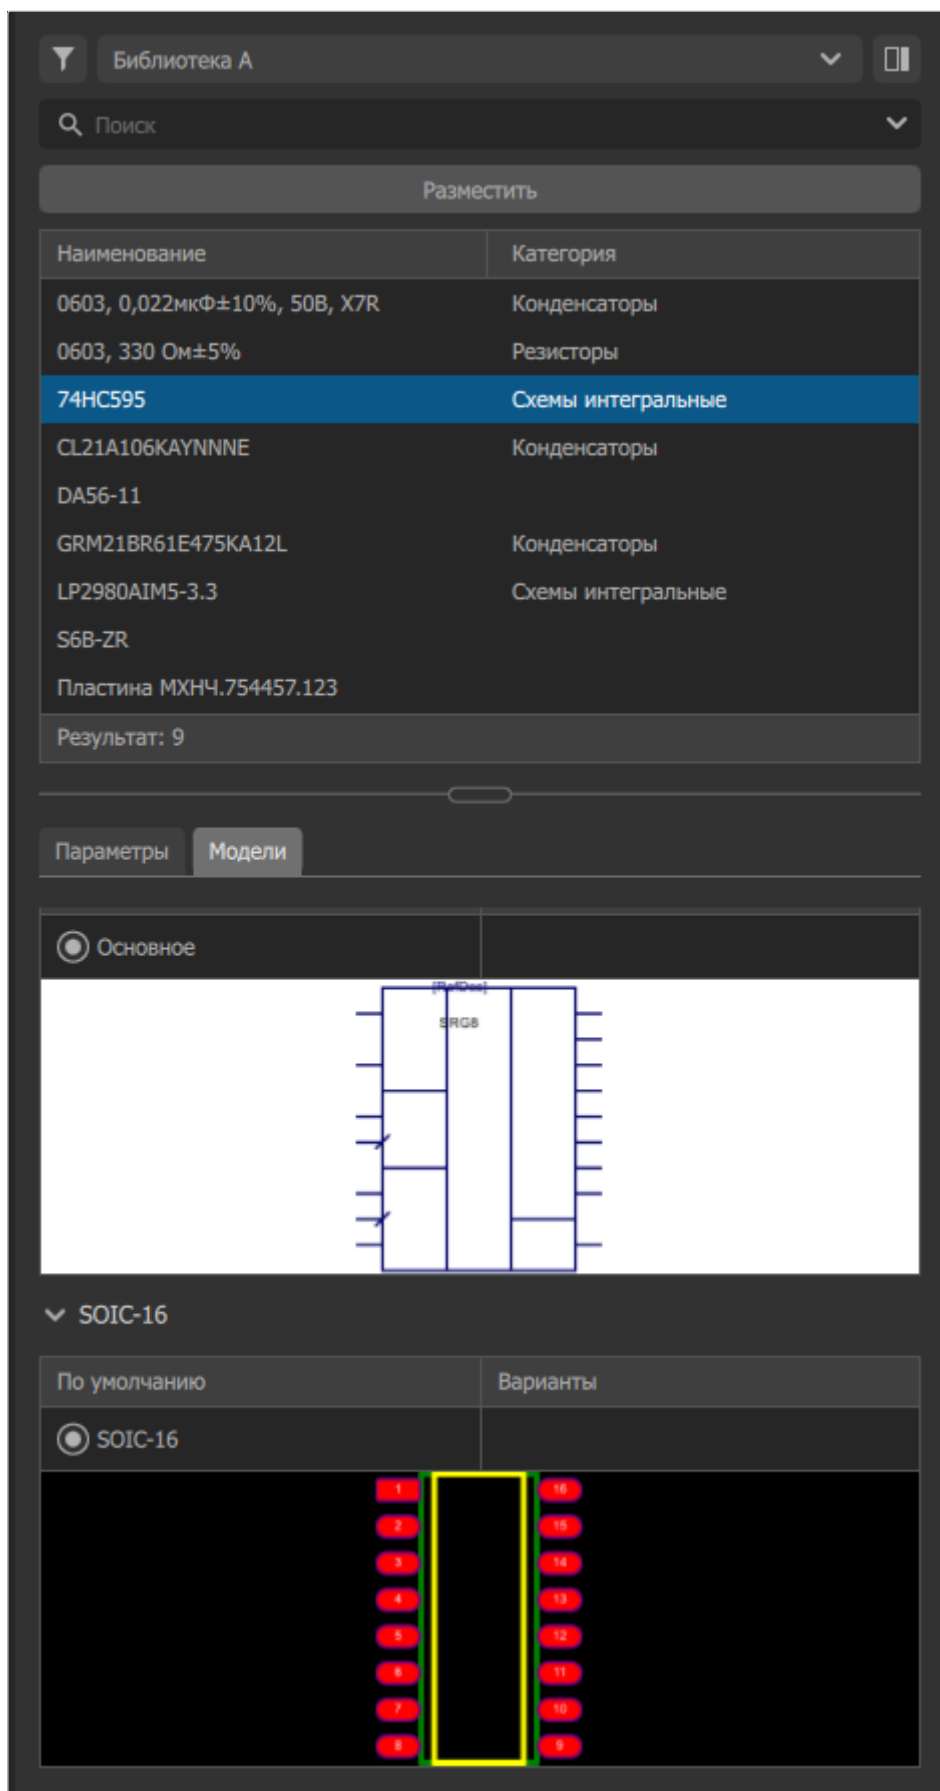 Библиотека А
Поиск
Разместить
Наименование Категория
0603, 0,022мкФ±10%, 50В, X7R Конденсаторы
0603, 330 Ом±5% Резисторы
74HC595 Схемы интегральные
CL21A106KAYNNNE Конденсаторы
DA56-11
GRM21BR61E475KA12L Конденсаторы
LP2980AIM5-3.3 Схемы интегральные
S6B-ZR
Пластина МХНЧ.754457.123
Результат: 9
Параметры Модели
Основное
[RefDes]
SRG8
SOIC-16
По умолчанию Варианты
SOIC-16
1 16
2 15
3 14
4 13
5 12
6 11
7 10
8 9